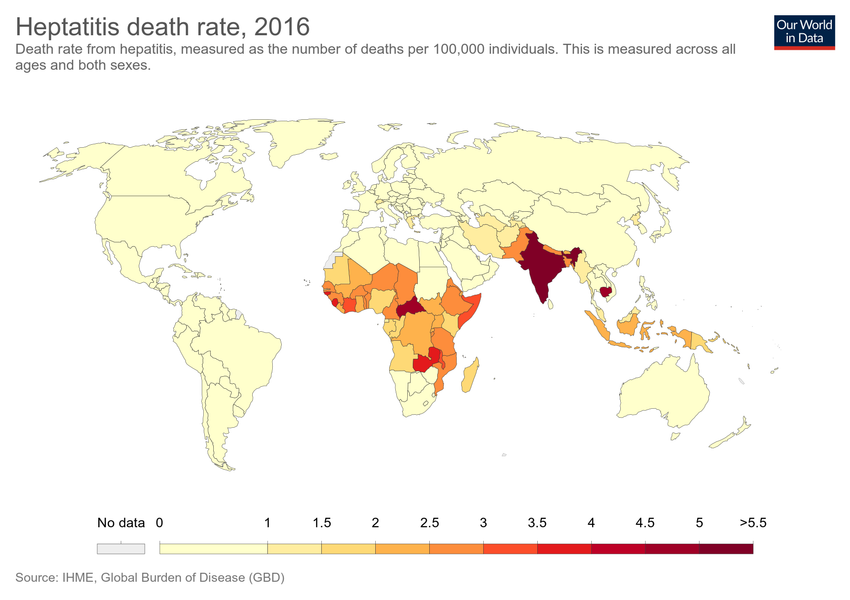 Heptatitis death rate, 2016
Our World
in Data
Death rate from hepatitis, measured as the number of deaths per 100,000 individuals. This is measured across all
ages and both sexes.
No data 0 1 1.5 2 2.5 3 3.5 4 4.5 5 >5.5
Source: IHME, Global Burden of Disease (GBD)